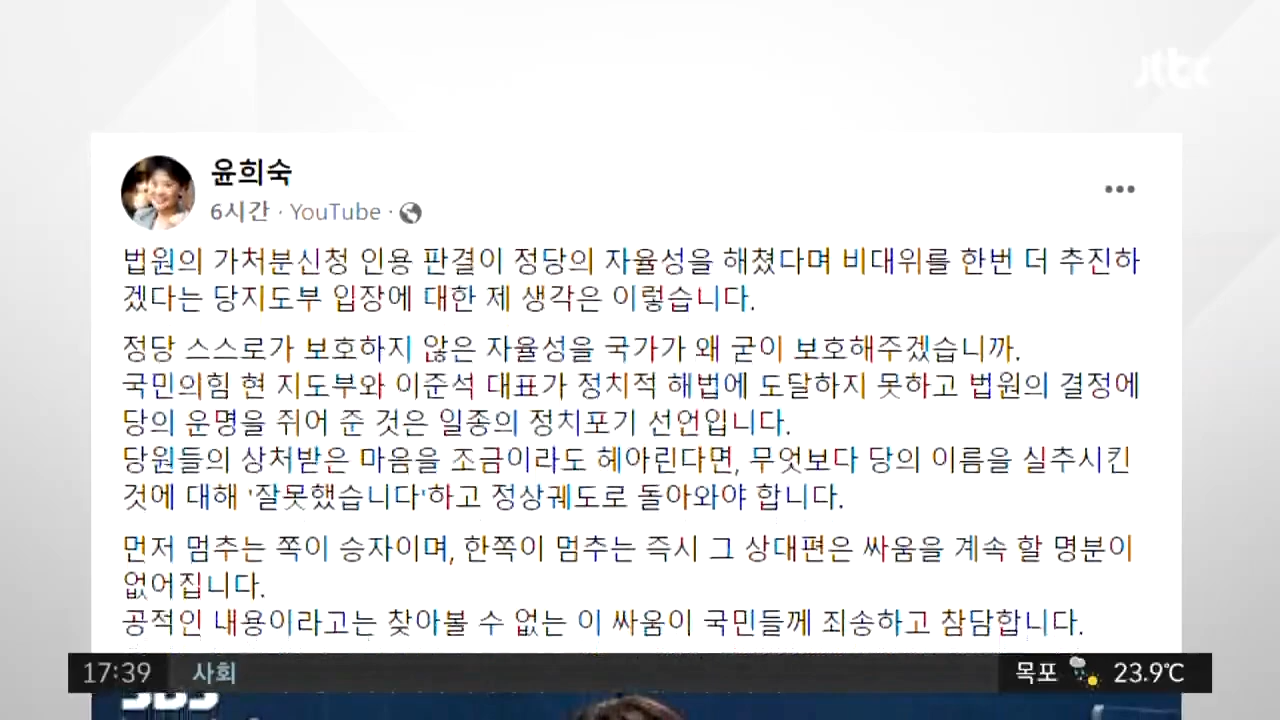 jtbc
윤희숙
6시간 · YouTube ·
법원의 가처분신청 인용 판결이 정당의 자율성을 해쳤다며 비대위를 한번 더 추진하
겠다는 당지도부 입장에 대한 제 생각은 이렇습니다.
정당 스스로가 보호하지 않은 자율성을 국가가 왜 굳이 보호해주겠습니까.
국민의힘 현 지도부와 이준석 대표가 정치적 해법에 도달하지 못하고 법원의 결정에
당의 운명을 쥐어 준 것은 일종의 정치포기 선언입니다.
당원들의 상처받은 마음을 조금이라도 헤아린다면, 무엇보다 당의 이름을 실추시킨
것에 대해 '잘못했습니다'하고 정상궤도로 돌아와야 합니다.
먼저 멈추는 쪽이 승자이며, 한쪽이 멈추는 즉시 그 상대편은 싸움을 계속 할 명분이
없어집니다.
공적인 내용이라고는 찾아볼 수 없는 이 싸움이 국민들께 죄송하고 참담합니다.
17:39 사회 목포 23.9℃
SBS